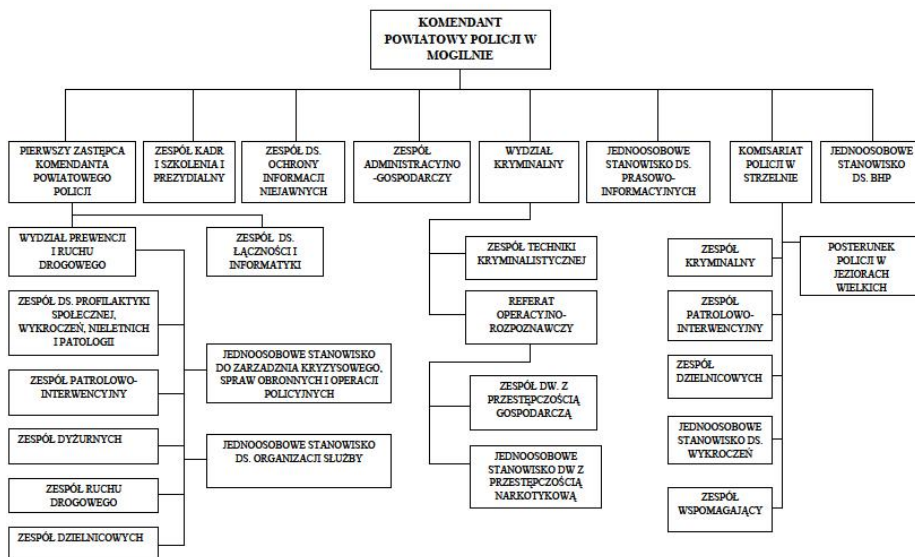 KOMENDANT
POWIATOWY POLICJI W
MOGILNIE
PIERWSZY ZASTĘPCA
KOMENDANTA
POWIATOWEGO
POLICJI
ZESPÓŁ KADR
I SZKOLENIA I
PREZYDIALNY
ZESPÓŁ DS.
OCHRONY
INFORMACJI
NIEJAWNYCH
ZESPÓŁ
ADMINISTRACYJNO
-GOSPODARCZY
WYDZIAŁ
KRYMINALNY
JEDNOOSOBOWE
STANOWISKO DS.
PRASOWO-
INFORMACYJNYCH
KOMISARIAT
POLICJI W
STRZELNIE
JEDNOOSOBOWE
STANOWISKO
DS. BHP
WYDZIAŁ PREWENCJI
I RUCHU
DROGOWEGO
ZESPÓŁ DS.
ŁĄCZNOŚCI I
INFORMATYKI
ZESPÓŁ DS. PROFILAKTYKI
SPOŁECZNEJ,
WYKROCZEŃ, NIELETNICH
I PATOLOGII
ZESPÓŁ PATROLOWO-
INTERWENCYJNY
ZESPÓŁ DYŻURNYCH
ZESPÓŁ RUCHU
DROGOWEGO
ZESPÓŁ DZIELNICOWYCH
JEDNOOSOBOWE STANOWISKO
DO ZARZADZNIA KRYZYSOWEGO,
SPRAW OBRONNYCH I OPERACJI
POLICYJNYCH
JEDNOOSOBOWE STANOWISKO
DS. ORGANIZACJI SŁUŻBY
ZESPÓŁ TECHNIKI
KRYMINALISTYCZNEJ
REFERAT
OPERACYJNO-
ROZPOZNAWCZY
ZESPÓŁ DW. Z
PRZESTĘPCZOŚCIĄ
GOSPODARCZĄ
JEDNOOSOBOWE
STANOWISKO DW Z
PRZESTĘPCZOŚCIĄ
NARKOTYKOWĄ
ZESPÓŁ
KRYMINALNY
ZESPÓŁ
PATROLOWO-
INTERWENCYJNY
ZESPÓŁ
DZIELNICOWYCH
JEDNOOSOBOWE
STANOWISKO DS.
WYKROCZEŃ
ZESPÓŁ
WSPOMAGAJĄCY
POSTERUNEK
POLICJI W
JEZIORACH
WIELKICH